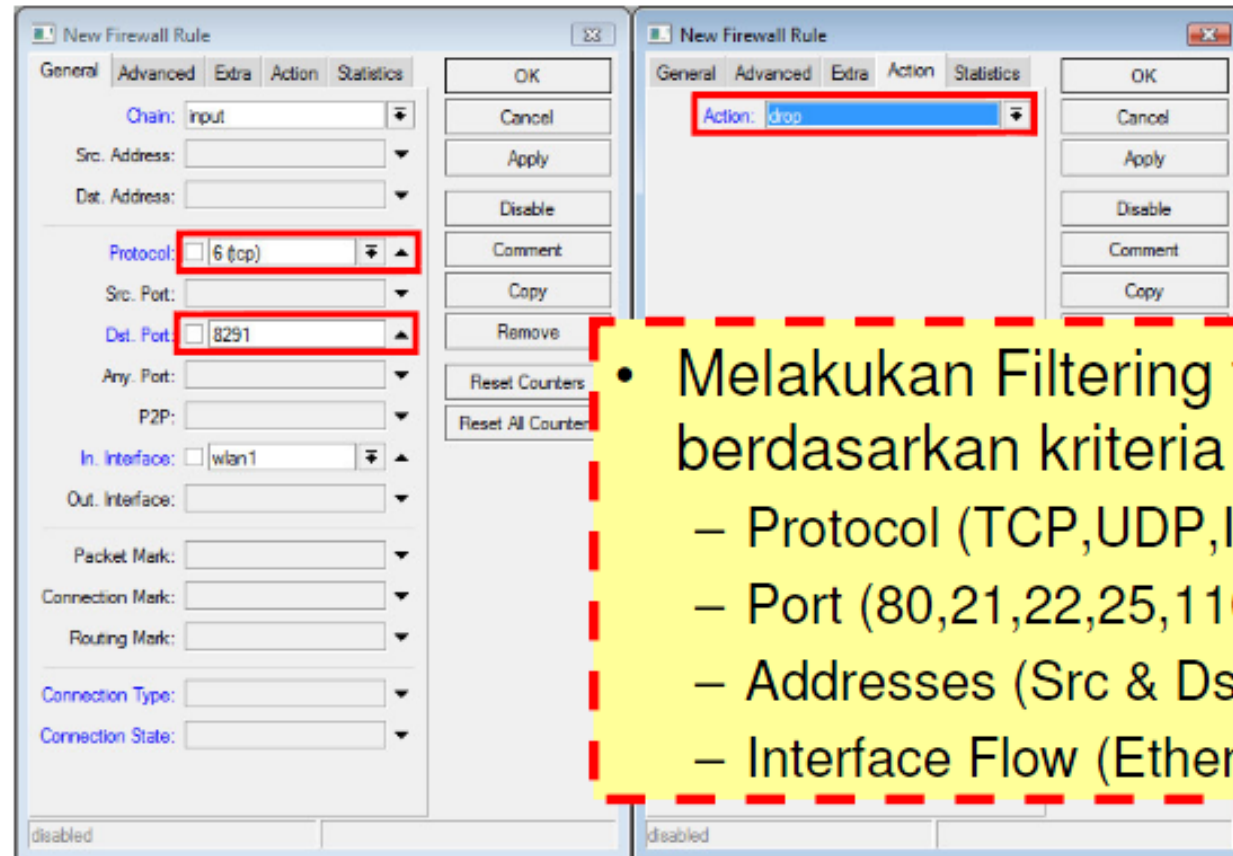 New Firewall Rule
General Advanced Extra Action Statistics
Chain: input
Src. Address:
Dst. Address:
Protocol: 6 (tcp)
Src. Port:
Dst. Port: 8291
Any. Port:
P2P:
In. Interface: wlan1
Out. Interface:
Packet Mark:
Connection Mark:
Routing Mark:
Connection Type:
Connection State:
disabled
OK
Cancel
Apply
Disable
Comment
Copy
Remove
Reset Counters
Reset All Counter
New Firewall Rule
General Advanced Extra Action Statistics
Action: drop
OK
Cancel
Apply
Disable
Comment
Copy
disabled
• Melakukan Filtering
berdasarkan kriteria
– Protocol (TCP,UDP,I
– Port (80,21,22,25,11
– Addresses (Src & Ds
– Interface Flow (Ether